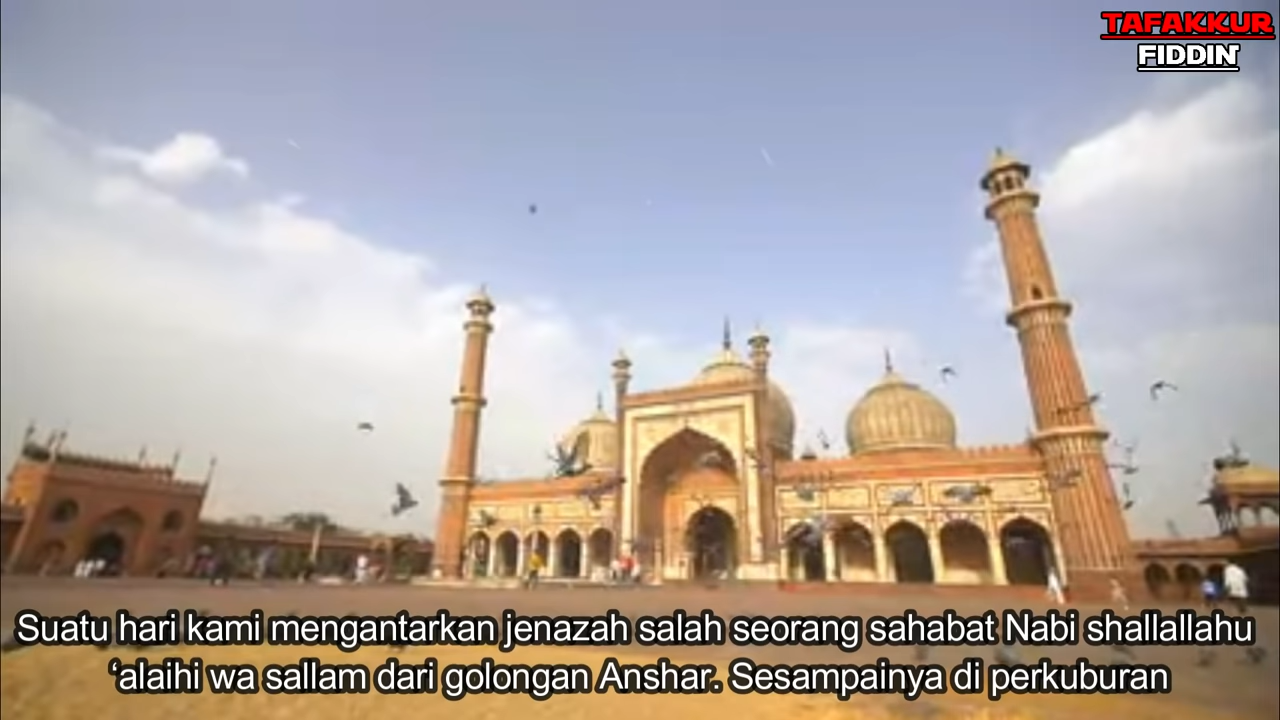 TAFAKKUR
FIDDIN
Suatu hari kami mengantarkan jenazah salah seorang sahabat Nabi shallallahu
‘alaihi wa sallam dari golongan Anshar. Sesampainya di perkuburan